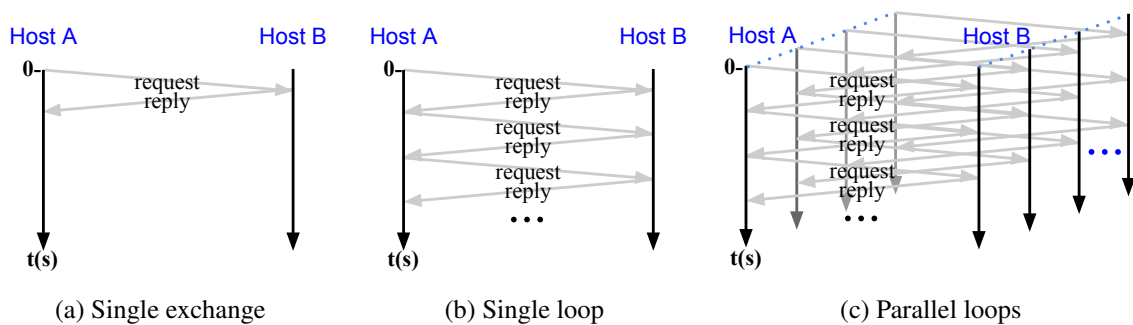 Host A Host B
0-
request
reply
t(s)
(a) Single exchange
Host A Host B
0-
request
reply
request
reply
request
reply
...
t(s)
(b) Single loop
Host A Host B
0-
request
reply
request
reply
request
reply
...
...
t(s)
(c) Parallel loops